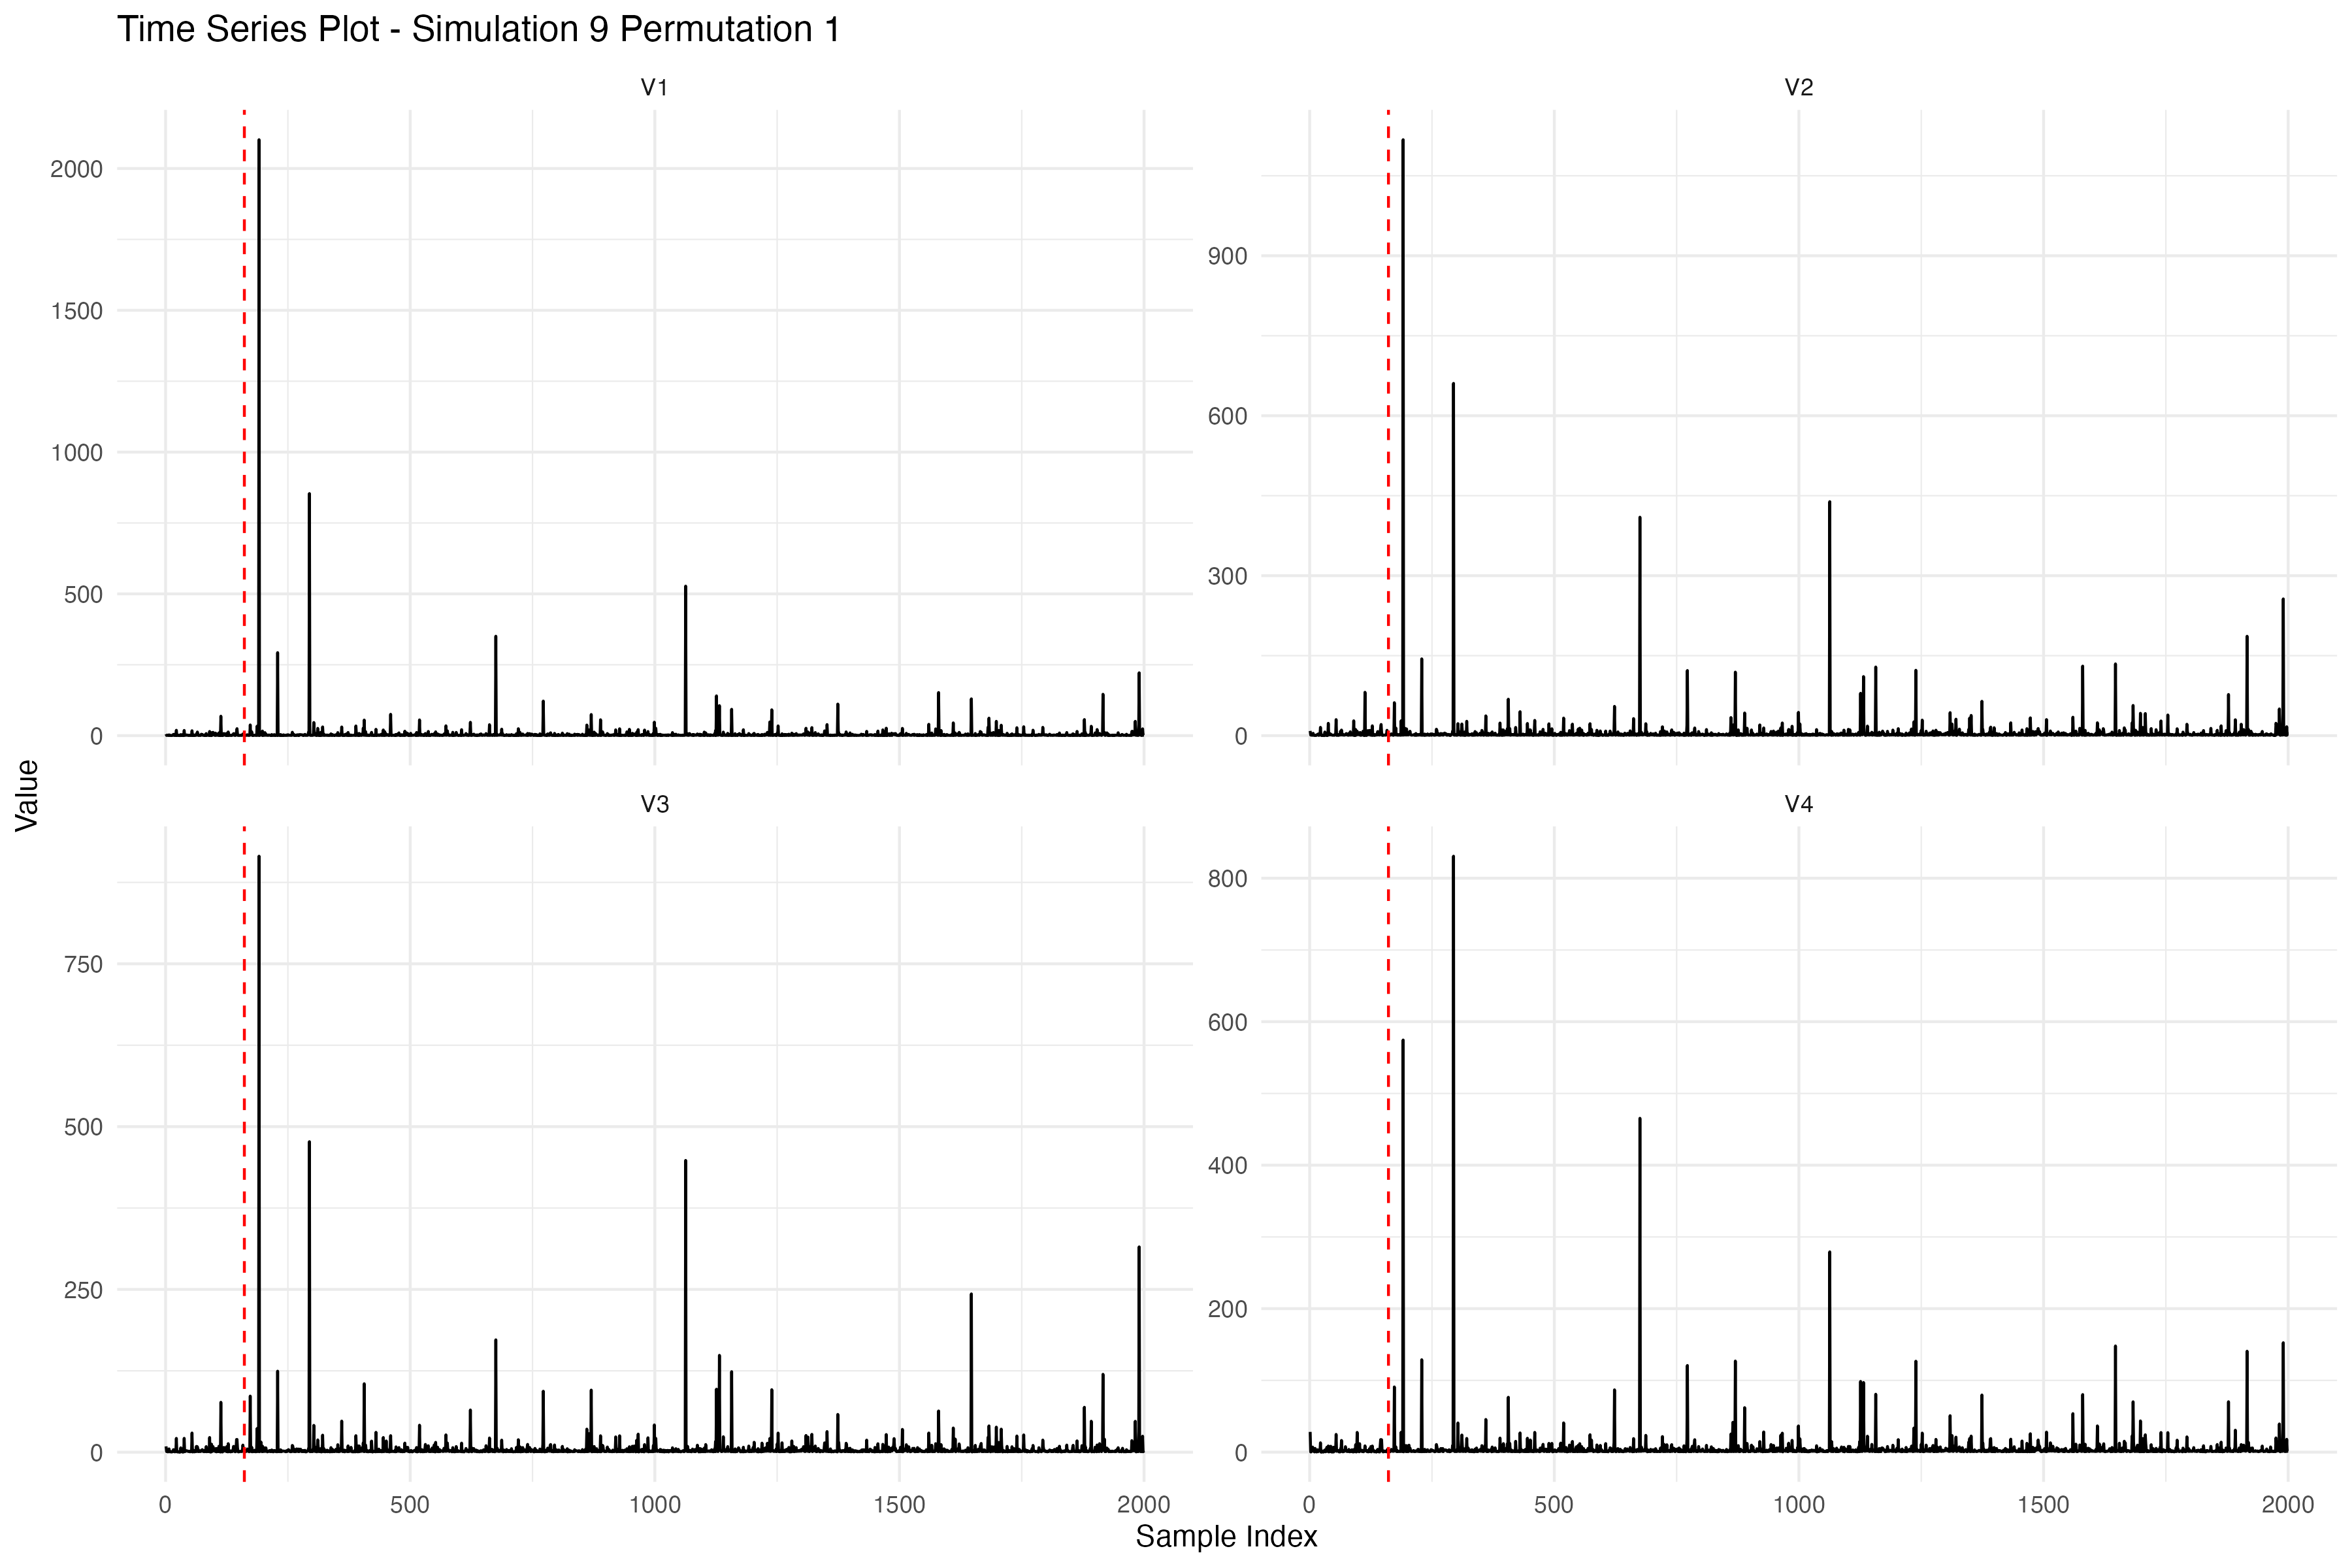 Time Series Plot - Simulation 9 Permutation 1
V1
V2
2000
1500
1000
500
0
900
600
300
0
Value
V3
V4
750
500
250
0
800
600
400
200
0
0 500 1000 1500 2000
0 500 1000 1500 2000
Sample Index